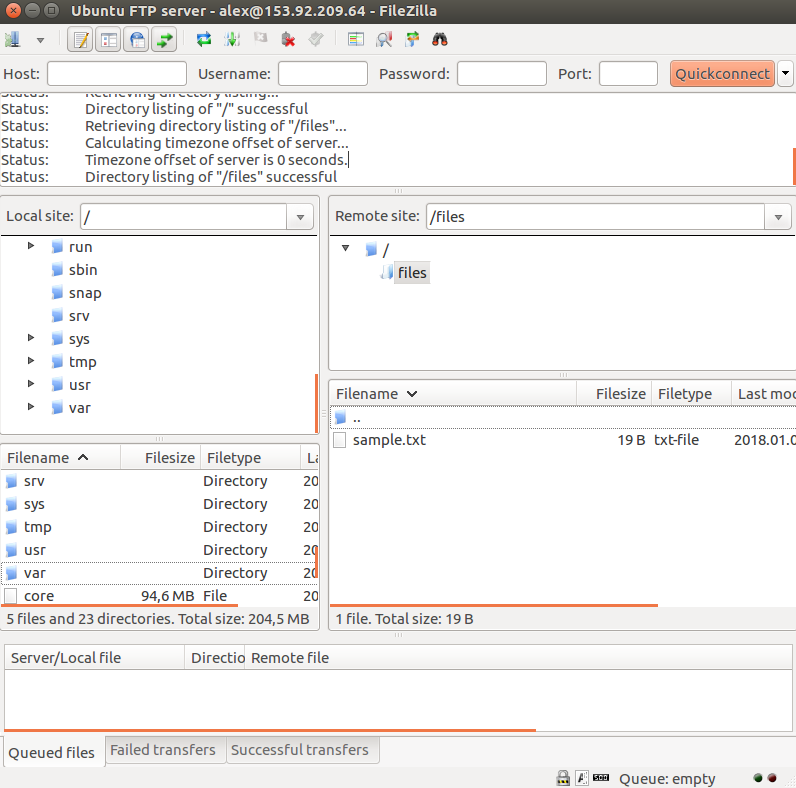 Ubuntu FTP server - alex@153.92.209.64 - FileZilla
Host: Username: Password: Port: Quickconnect
Status: Retrieving directory listing...
Status: Directory listing of "/" successful
Status: Retrieving directory listing of "/files"...
Status: Calculating timezone offset of server...
Status: Timezone offset of server is 0 seconds.
Status: Directory listing of "/files" successful
Local site: /
run
sbin
snap
srv
sys
tmp
usr
var
Filename Filesize Filetype
srv Directory 20
sys Directory 20
tmp Directory 20
usr Directory 20
var Directory 20
core 94,6 MB File 20
5 files and 23 directories. Total size: 204,5 MB
Remote site: /files
/
files
Filename Filesize Filetype Last mod
..
sample.txt 19 B txt-file 2018.01.0
1 file. Total size: 19 B
Server/Local file Directio Remote file
Queued files Failed transfers Successful transfers
Queue: empty